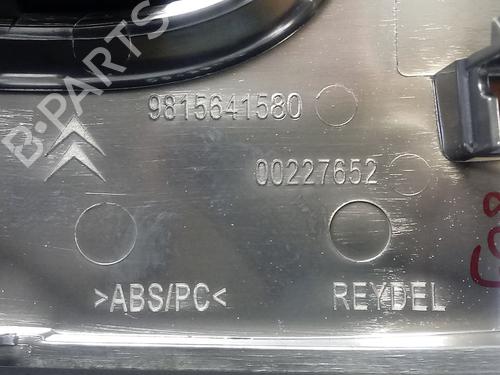 B-PARTS
9815641580
00227652
>ABS/PC<
REYDEL